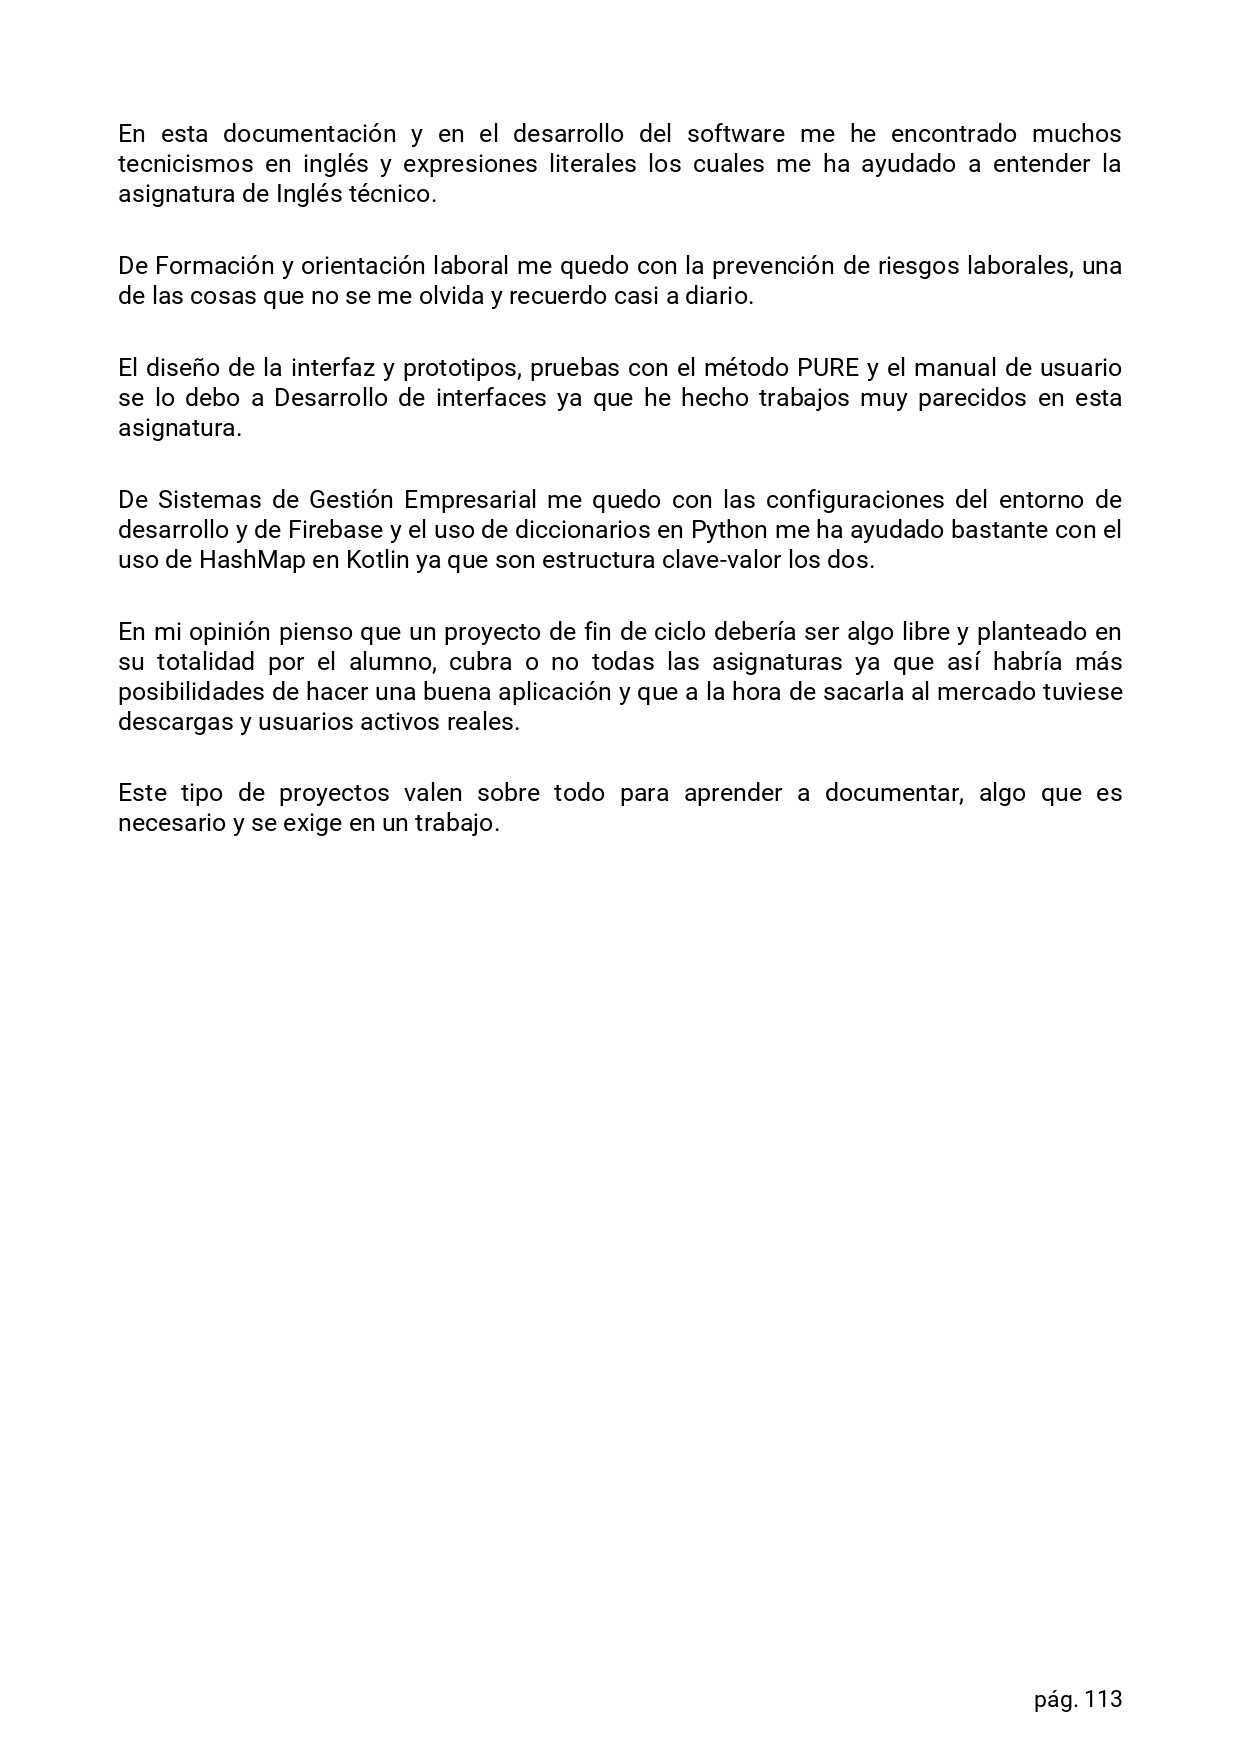 En esta documentación y en el desarrollo del software me he encontrado muchos
tecnicismos en inglés y expresiones literales los cuales me ha ayudado a entender la
asignatura de Inglés técnico.
De Formación y orientación laboral me quedo con la prevención de riesgos laborales, una
de las cosas que no se me olvida y recuerdo casi a diario.
El diseño de la interfaz y prototipos, pruebas con el método PURE y el manual de usuario
se lo debo a Desarrollo de interfaces ya que he hecho trabajos muy parecidos en esta
asignatura.
De Sistemas de Gestión Empresarial me quedo con las configuraciones del entorno de
desarrollo y de Firebase y el uso de diccionarios en Python me ha ayudado bastante con el
uso de HashMap en Kotlin ya que son estructura clave-valor los dos.
En mi opinión pienso que un proyecto de fin de ciclo debería ser algo libre y planteado en
su totalidad por el alumno, cubra o no todas las asignaturas ya que así habría más
posibilidades de hacer una buena aplicación y que a la hora de sacarla al mercado tuviese
descargas y usuarios activos reales.
Este tipo de proyectos valen sobre todo para aprender a documentar, algo que es
necesario y se exige en un trabajo.
pág. 113